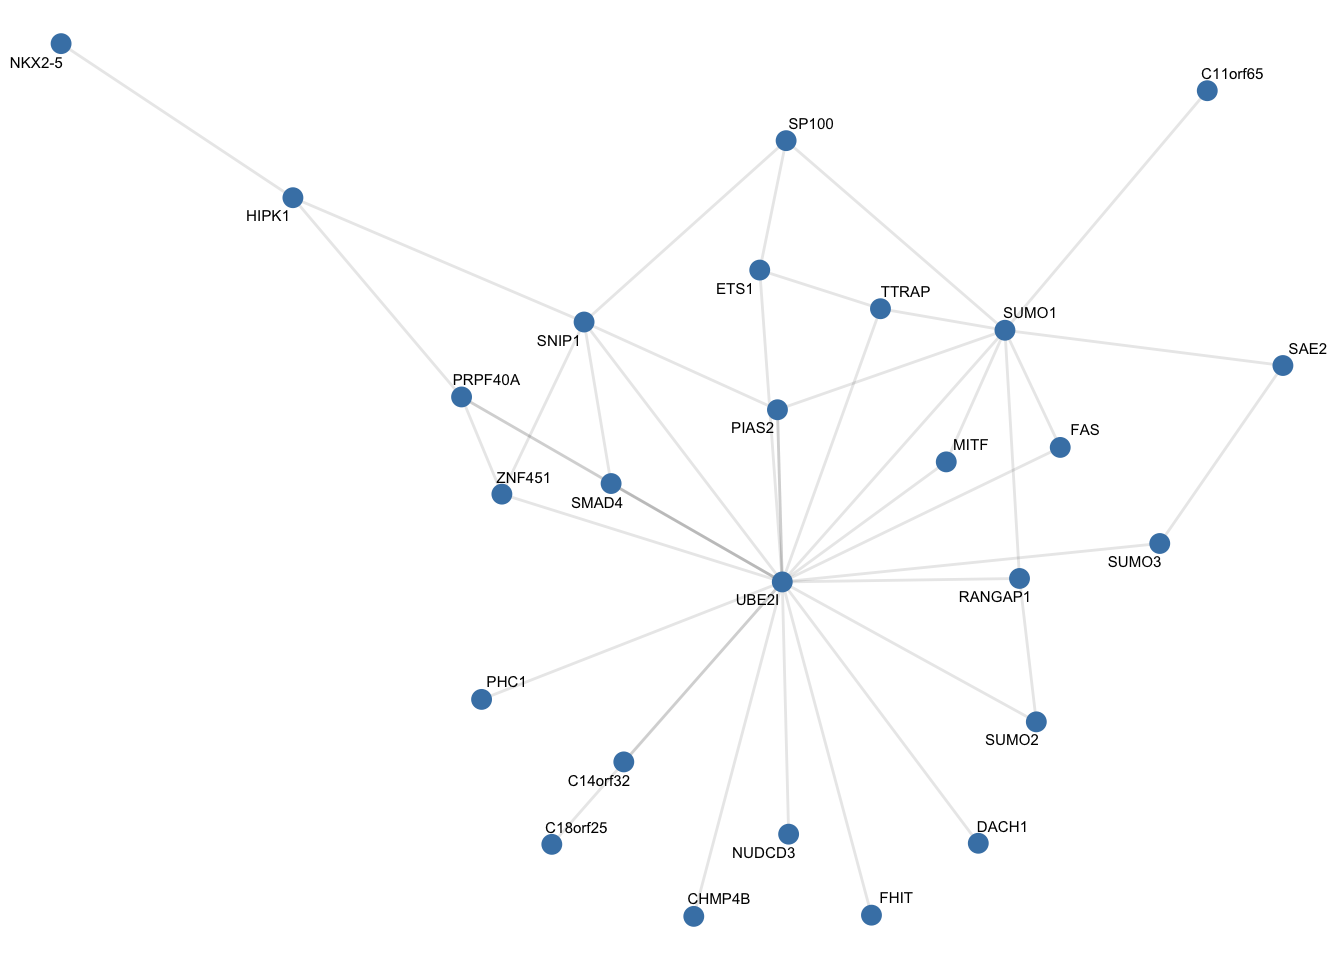 NKX2-5
C11orf65
SP100
HIPK1
ETS1
TTRAP
SUMO1
SNIP1
SAE2
PRPF40A
PIAS2
FAS
MITF
ZNF451
SMAD4
SUMO3
UBE2I
RANGAP1
PHC1
SUMO2
C14orf32
C18orf25
DACH1
NUDCD3
CHMP4B
FHIT